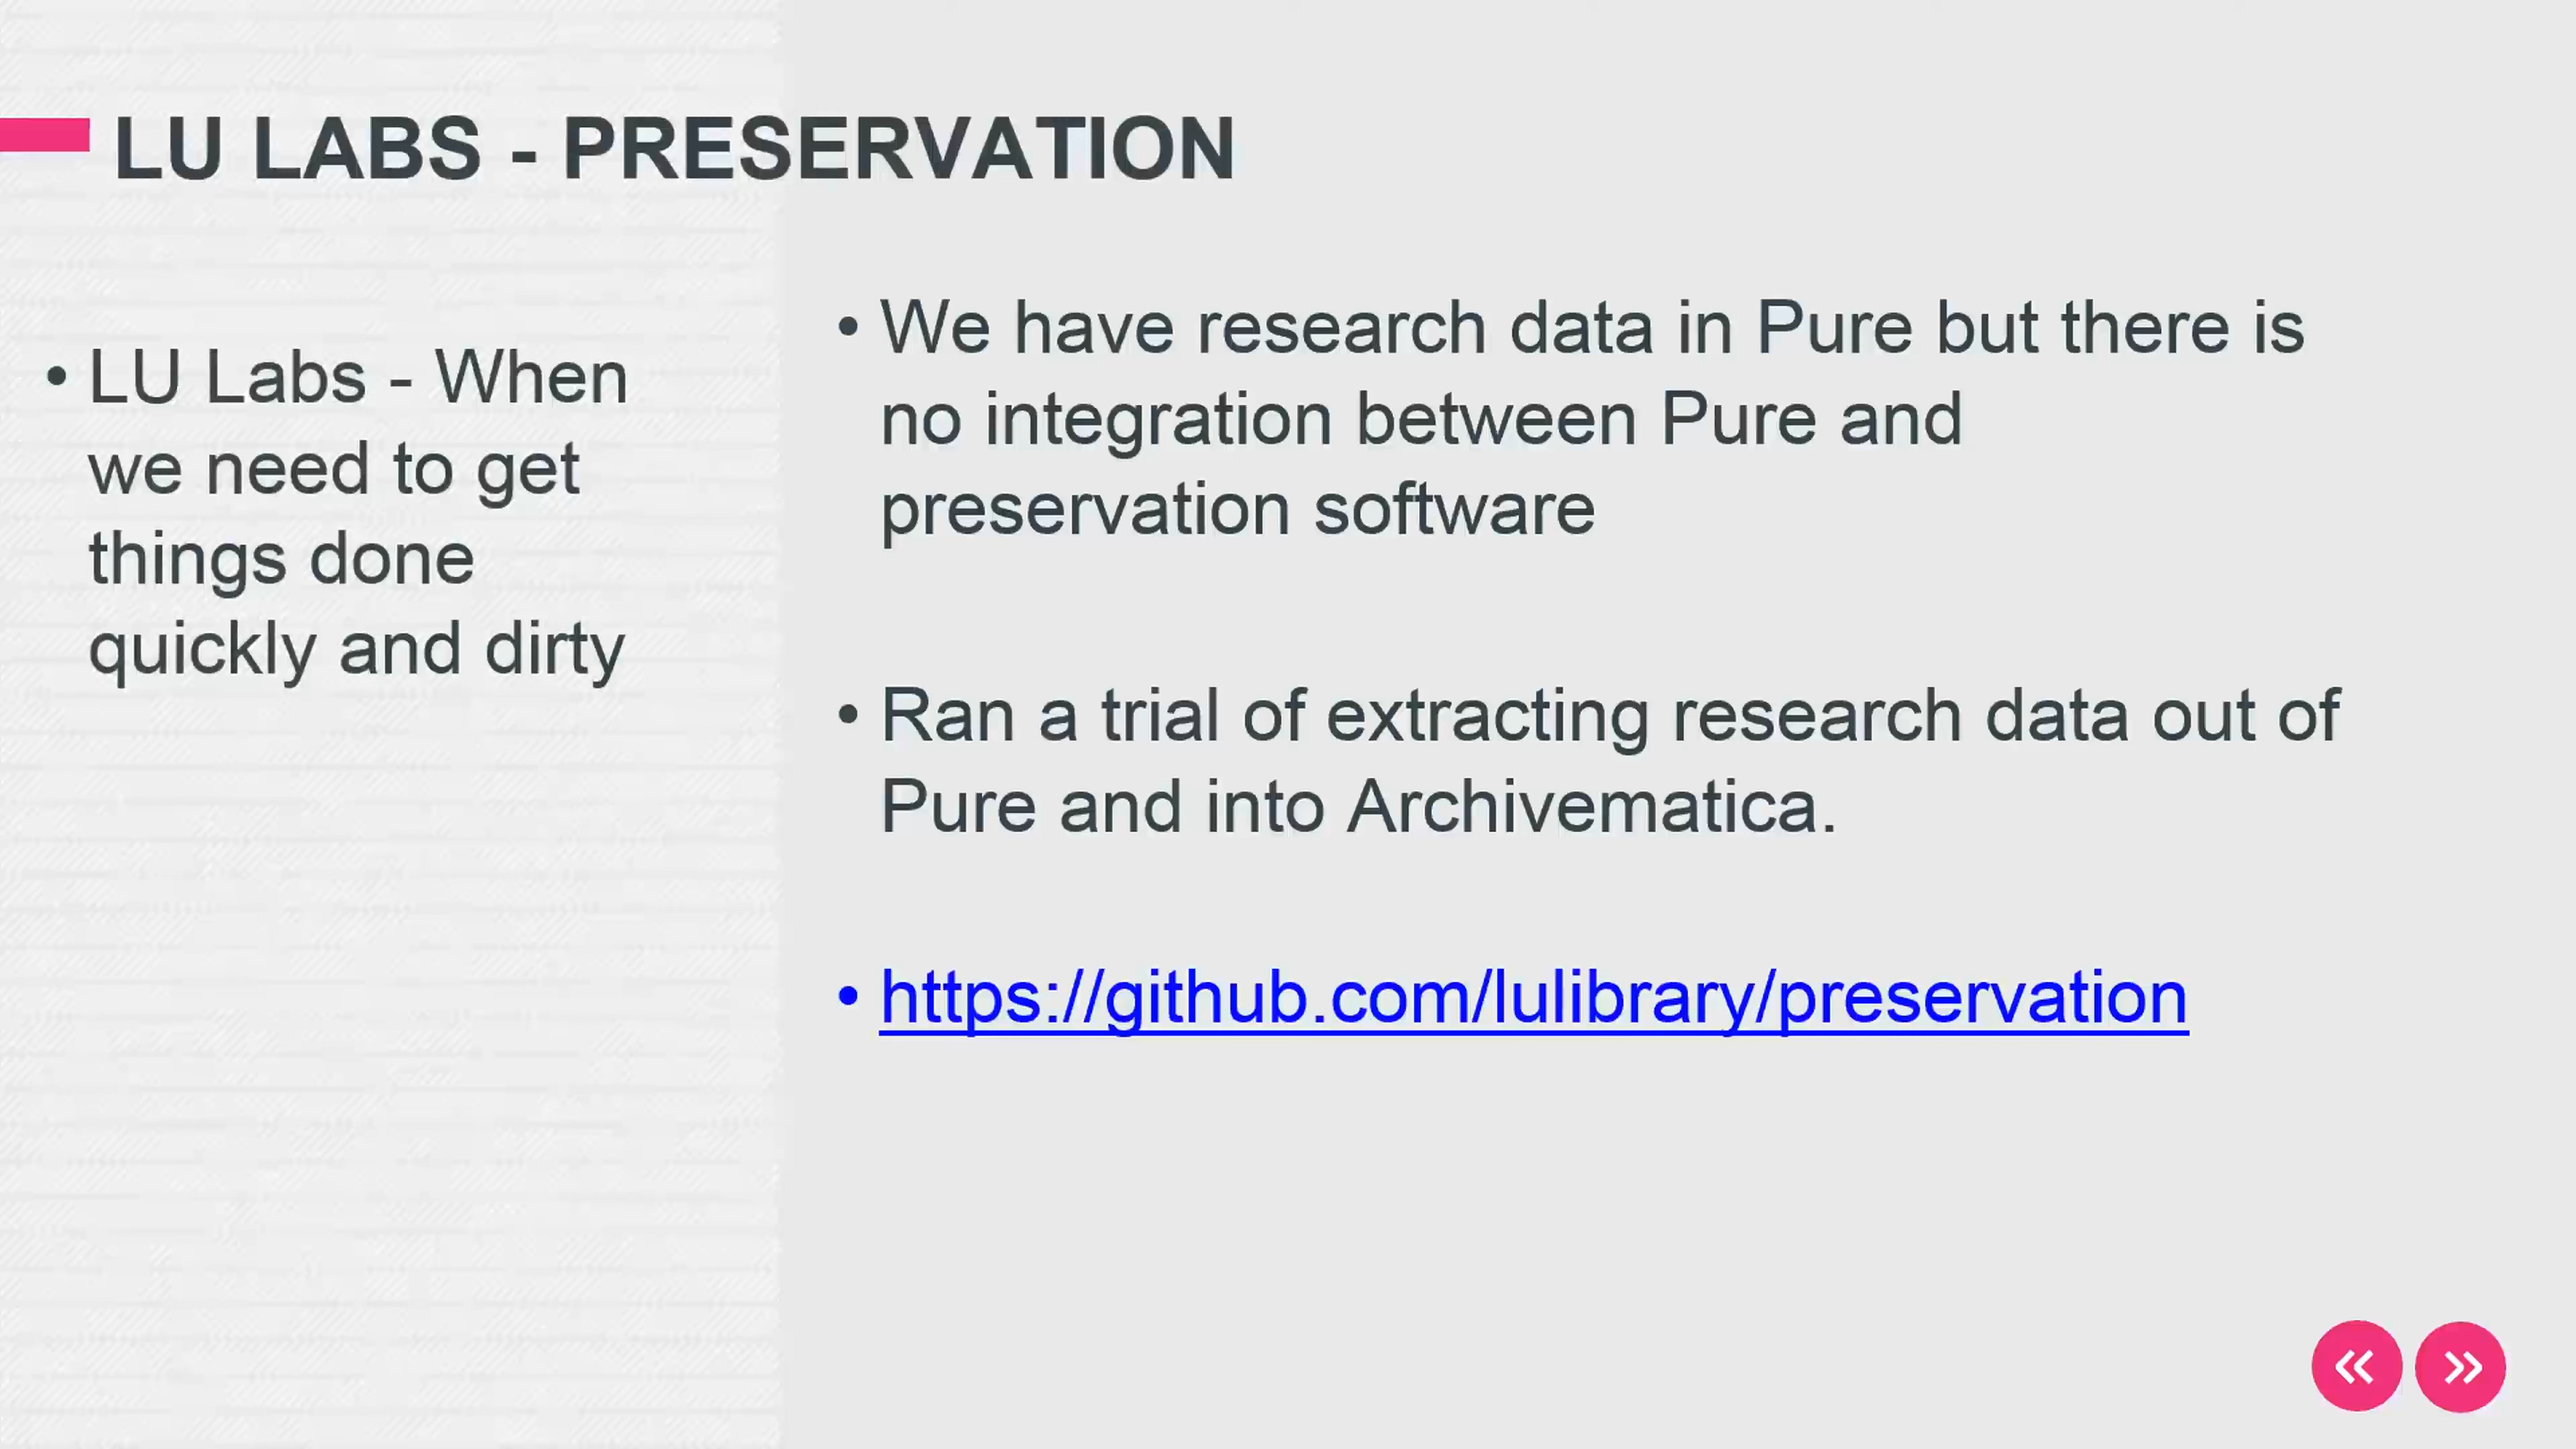 LU LABS - PRESERVATION
• LU Labs - When
we need to get
things done
quickly and dirty
• We have research data in Pure but there is
no integration between Pure and
preservation software
• Ran a trial of extracting research data out of
Pure and into Archivematica.
• https://github.com/lulibrary/preservation